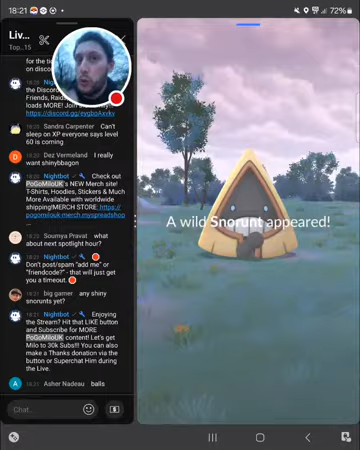 18:21
72%
Liv...
Top...15
for the
on disco
Nig
the Discord
Friends, Raid
loads MORE! Join
https://discord.gg/eygbpAxvkv
18:20 Sandra Carpenter Can't
sleep on XP everyone says level
60 is coming
18:20 Dez Vermeland I really
want shinybbagon
18:20 Nightbot Check out
PoGoMiloUK's NEW Merch site!
T-Shirts, Hoodies, Stickers & Much
More Available with worldwide
shipping!MERCH STORE: https://
pogomilouk-merch.myspreadshop
18:20 Soumya Pravat what
about next spotlight hour?
18:21 Nightbot
Don't post/spam "add me" or
"friendcode?" - that will just get
you a timeout.
18:21 big gamer any shiny
snorunts yet?
18:21 Nightbot Enjoying
the Stream? Hit that LIKE button
and Subscribe for MORE
PoGoMiloUK content! Let's get
Milo to 30k Subs!!! You can also
make a Thanks donation via the
button or Superchat Him during
the Live.
18:21 Asher Nadeau balls
Chat...
A wild Snorunt appeared!